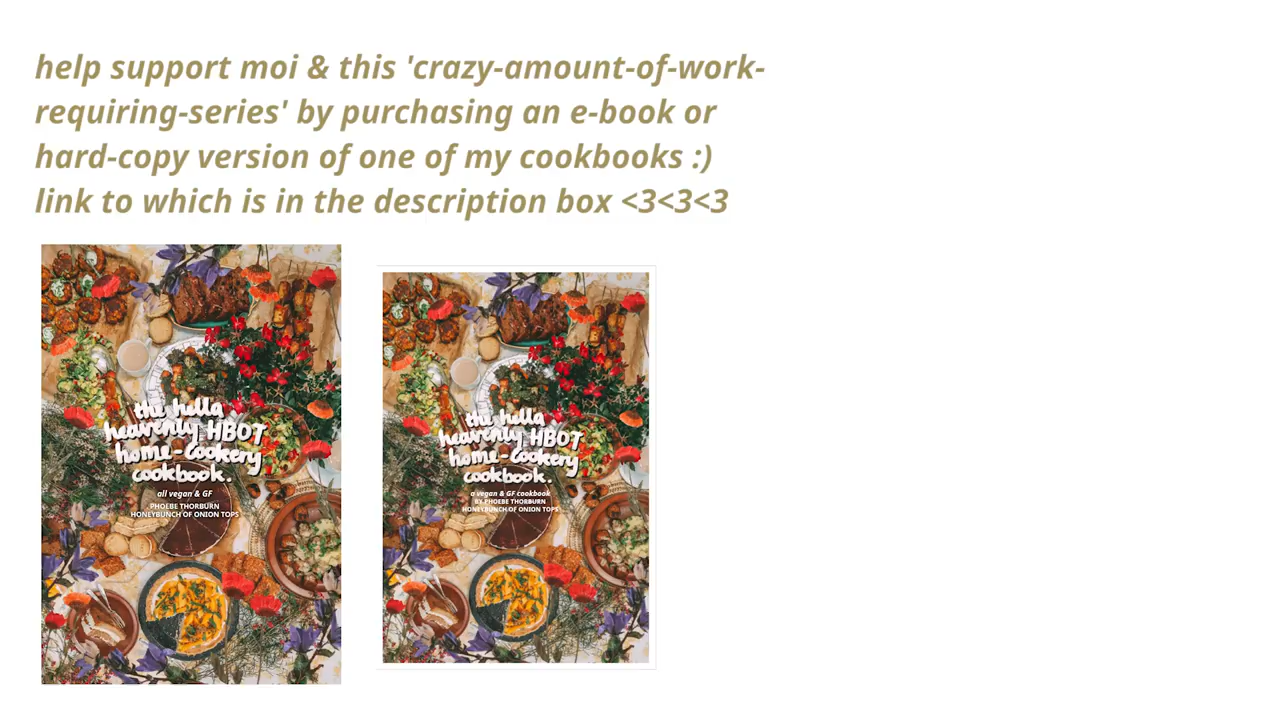 help support moi & this 'crazy-amount-of-work-
requiring-series' by purchasing an e-book or
hard-copy version of one of my cookbooks :)
link to which is in the description box <3<3<3
the hella
heavenly HBOT
home-cookery
cookbook.
all vegan & GF
PHOEBE THORBURN
HONEYBUNCH OF ONION TOPS
the hella
heavenly HBOT
home-cookery
cookbook.
a vegan & GF cookbook
BY PHOEBE THORBURN
HONEYBUNCH OF ONION TOPS